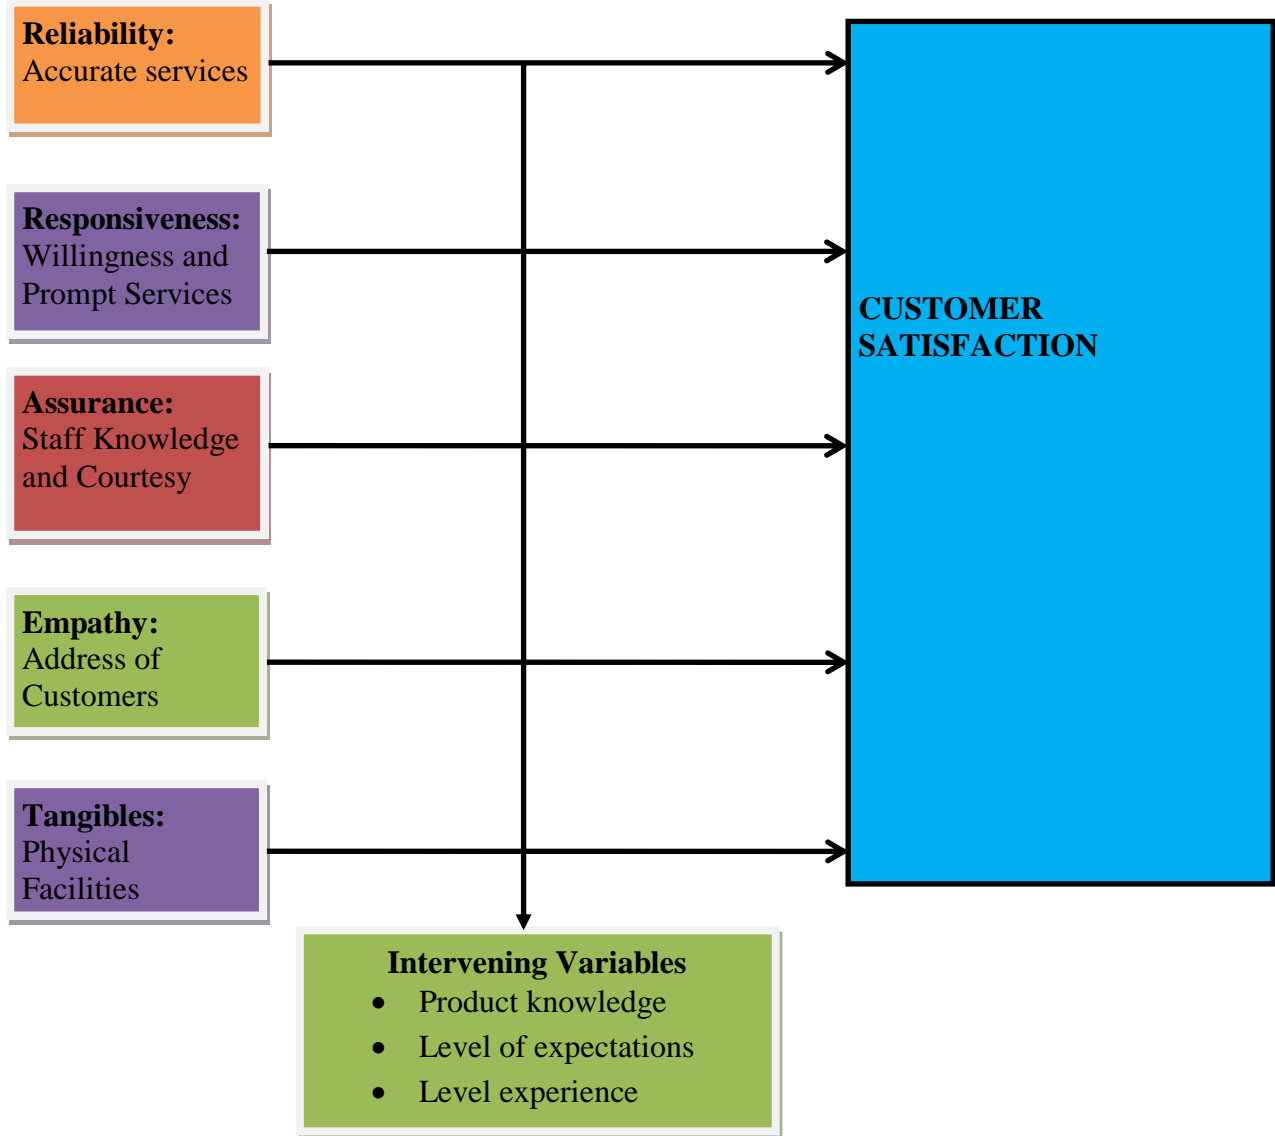 Reliability:
Accurate services
Responsiveness:
Willingness and
Prompt Services
Assurance:
Staff Knowledge
and Courtesy
Empathy:
Address of
Customers
Tangibles:
Physical
Facilities
CUSTOMER
SATISFACTION
Intervening Variables
• Product knowledge
• Level of expectations
• Level experience